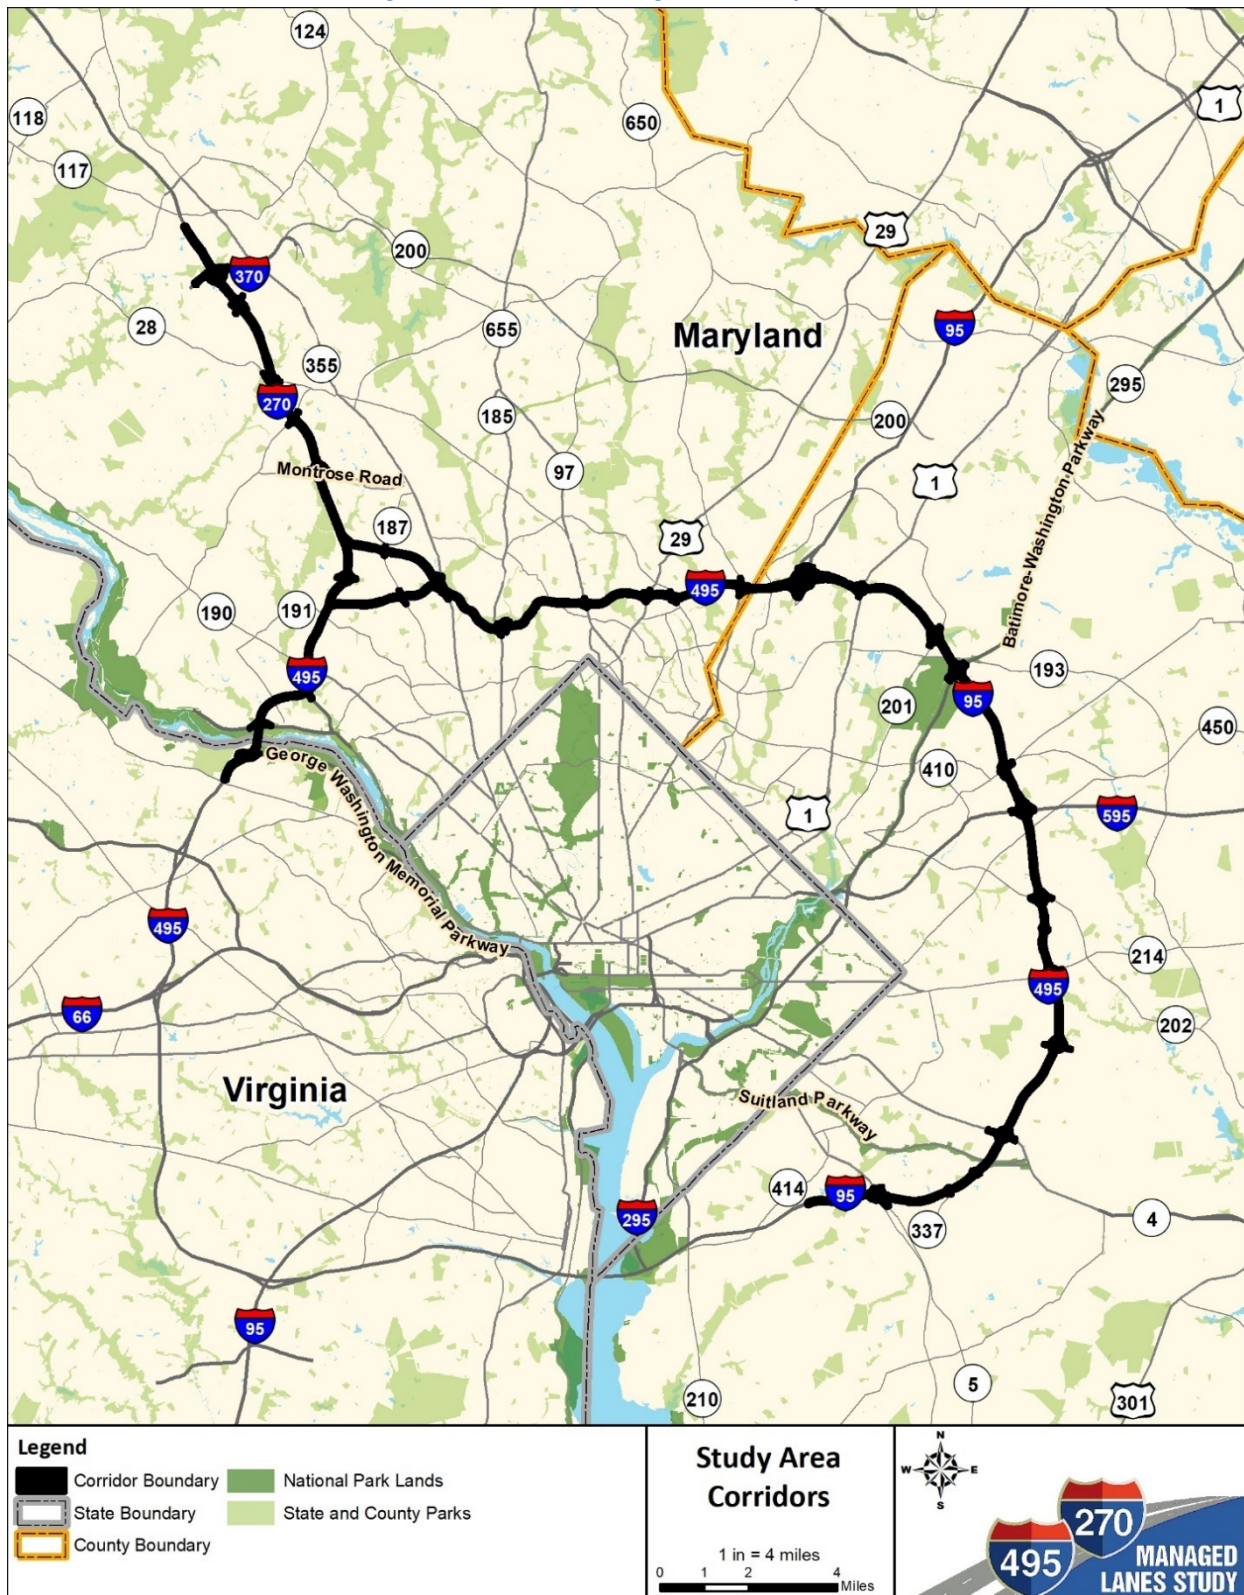 124
118
117
650
1
29
200
370
28
655
355
Maryland
95
295
270
185
200
Montrose Road
97
1
187
29
Batimore-Washington Parkway
495
190
191
193
495
95
201
450
George Washington Memorial Parkway
410
1
595
495
214
495
66
202
Virginia
Suitland Parkway
414
95
295
337
4
95
5
210
301
Legend
Corridor Boundary
State Boundary
County Boundary
National Park Lands
State and County Parks
Study Area
Corridors
1 in = 4 miles
0 1 2 4
Miles
N
W E
S
270
495
MANAGED
LANES STUDY